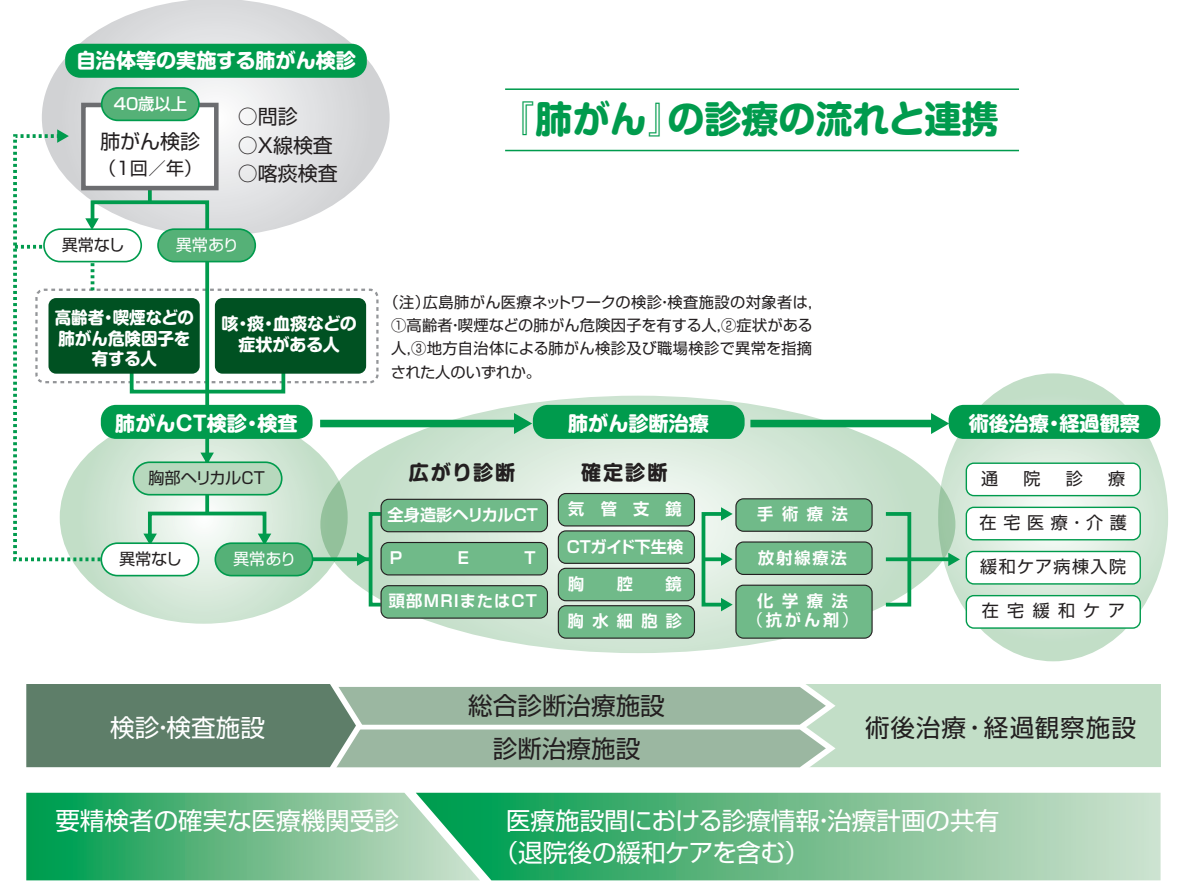 自治体等の実施する肺がん検診
40歳以上
肺がん検診
(1回/年)
○問診
○X線検査
○喀痰検査
『肺がん』の診療の流れと連携
異常なし
異常あり
高齢者・喫煙などの
肺がん危険因子を
有する人
咳・痰・血痰などの
症状がある人
(注)広島肺がん医療ネットワークの検診・検査施設の対象者は,
①高齢者・喫煙などの肺がん危険因子を有する人,②症状がある
人,③地方自治体による肺がん検診及び職場検診で異常を指摘
された人のいずれか。
肺がんCT検診・検査
肺がん診断治療
術後治療・経過観察
胸部ヘリカルCT
異常なし
異常あり
広がり診断
全身造影ヘリカルCT
PET
頭部MRIまたはCT
確定診断
気管支鏡
CTガイド下生検
胸腔鏡
胸水細胞診
手術療法
放射線療法
化学療法
(抗がん剤)
通院診療
在宅医療・介護
緩和ケア病棟入院
在宅緩和ケア
検診・検査施設
総合診断治療施設
診断治療施設
術後治療・経過観察施設
要精検者の確実な医療機関受診
医療施設間における診療情報・治療計画の共有
(退院後の緩和ケアを含む)